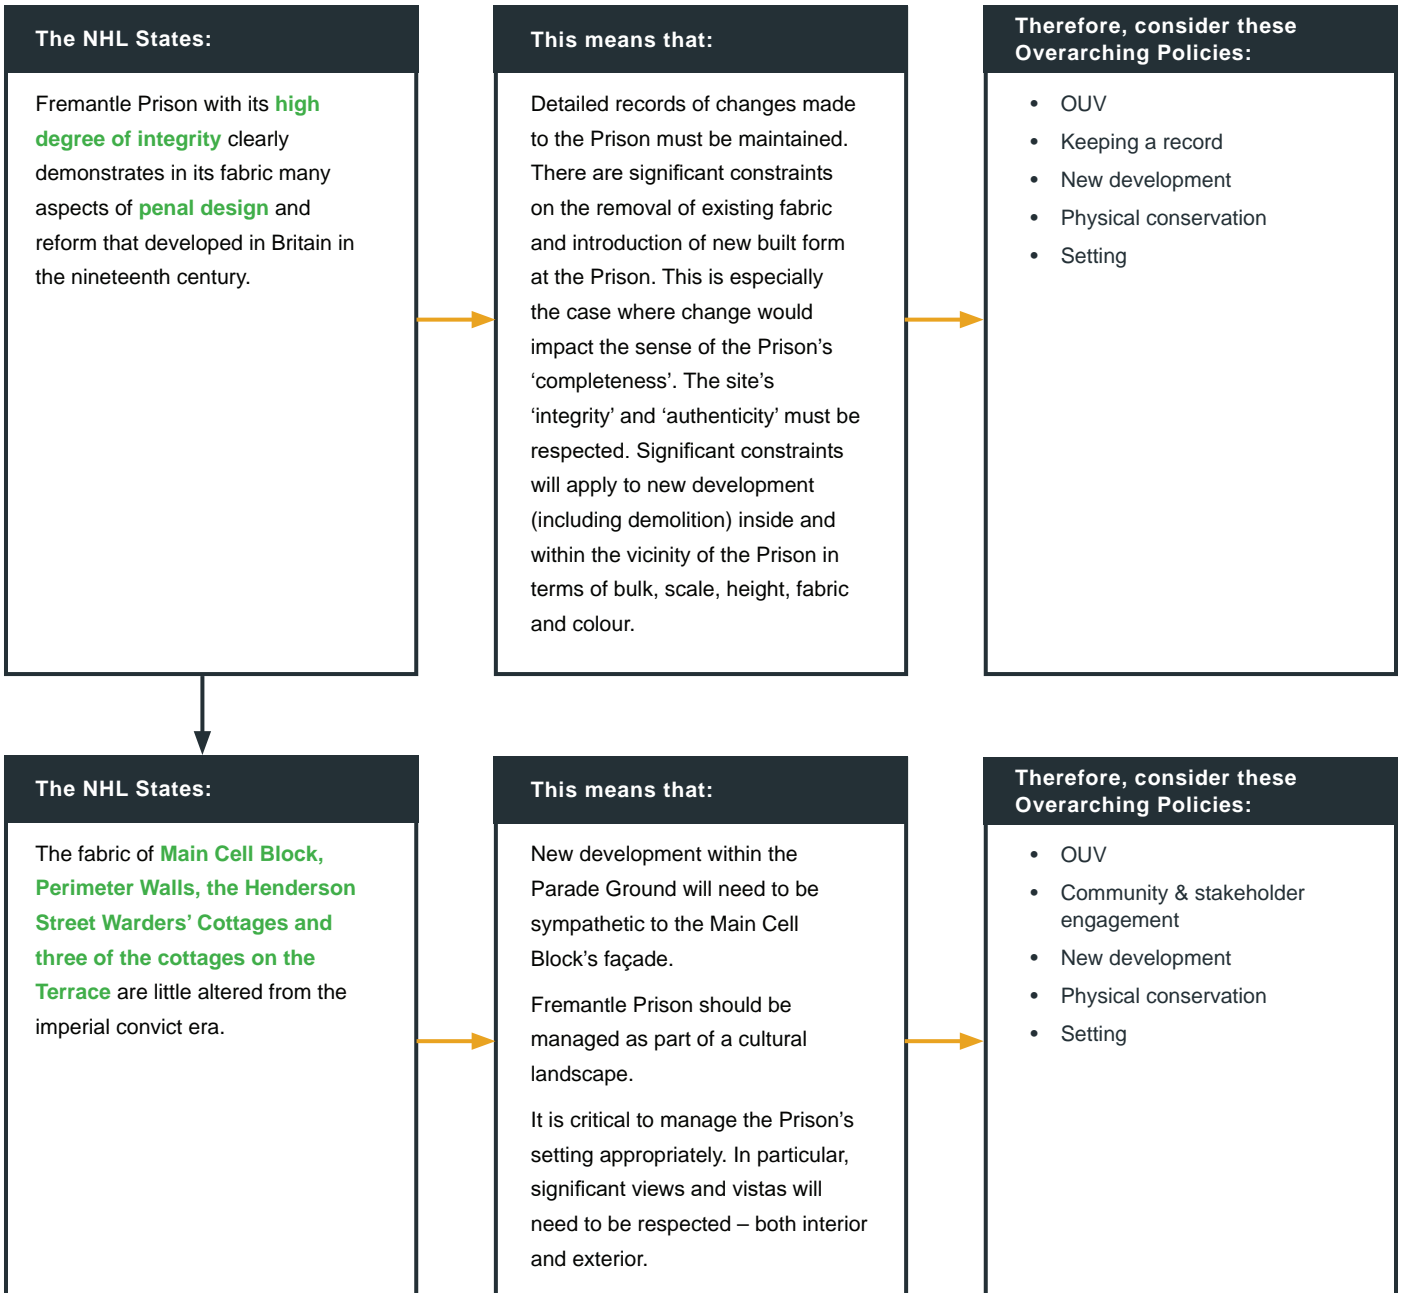 The NHL States:
Fremantle Prison with its high
degree of integrity clearly
demonstrates in its fabric many
aspects of penal design and
reform that developed in Britain in
the nineteenth century.
This means that:
Detailed records of changes made
to the Prison must be maintained.
There are significant constraints
on the removal of existing fabric
and introduction of new built form
at the Prison. This is especially
the case where change would
impact the sense of the Prison’s
‘completeness’. The site’s
‘integrity’ and ‘authenticity’ must be
respected. Significant constraints
will apply to new development
(including demolition) inside and
within the vicinity of the Prison in
terms of bulk, scale, height, fabric
and colour.
Therefore, consider these
Overarching Policies:
• OUV
• Keeping a record
• New development
• Physical conservation
• Setting
The NHL States:
The fabric of Main Cell Block,
Perimeter Walls, the Henderson
Street Warders’ Cottages and
three of the cottages on the
Terrace are little altered from the
imperial convict era.
This means that:
New development within the
Parade Ground will need to be
sympathetic to the Main Cell
Block’s façade.
Fremantle Prison should be
managed as part of a cultural
landscape.
It is critical to manage the Prison’s
setting appropriately. In particular,
significant views and vistas will
need to be respected – both interior
and exterior.
Therefore, consider these
Overarching Policies:
• OUV
• Community & stakeholder
engagement
• New development
• Physical conservation
• Setting